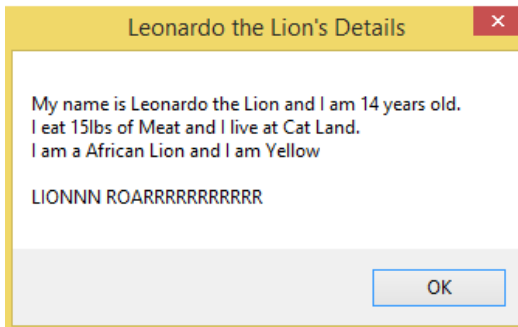 Leonardo the Lion's Details
My name is Leonardo the Lion and I am 14 years old.
I eat 15lbs of Meat and I live at Cat Land.
I am a African Lion and I am Yellow
LIONNN ROARRRRRRRRRRR
OK